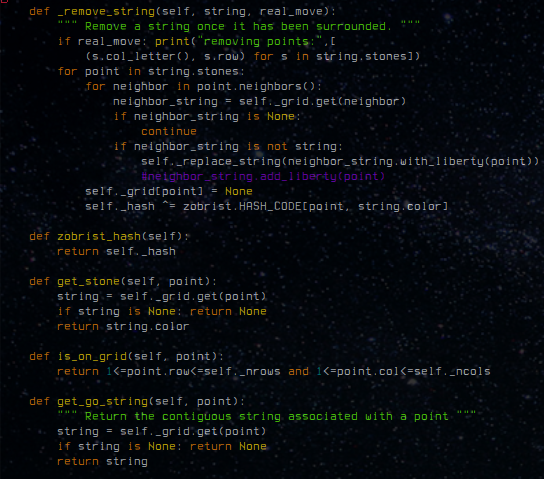 def _remove_string(self, string, real_move):
    """ Remove a string once it has been surrounded. """
    if real_move: print("removing points:",[
        (s.col_letter(), s.row) for s in string.stones])
    for point in string.stones:
        for neighbor in point.neighbors():
            neighbor_string = self._grid.get(neighbor)
            if neighbor_string is None:
                continue
            if neighbor_string is not string:
                self._replace_string(neighbor_string.with_liberty(point))
                #neighbor_string.add_liberty(point)
        self._grid[point] = None
        self._hash ^= zobrist.HASH_CODE[point, string.color]

def zobrist_hash(self):
    return self._hash

def get_stone(self, point):
    string = self._grid.get(point)
    if string is None: return None
    return string.color

def is_on_grid(self, point):
    return 1<=point.row<=self._nrows and 1<=point.col<=self._ncols

def get_go_string(self, point):
    """ Return the contiguous string associated with a point """
    string = self._grid.get(point)
    if string is None: return None
    return string